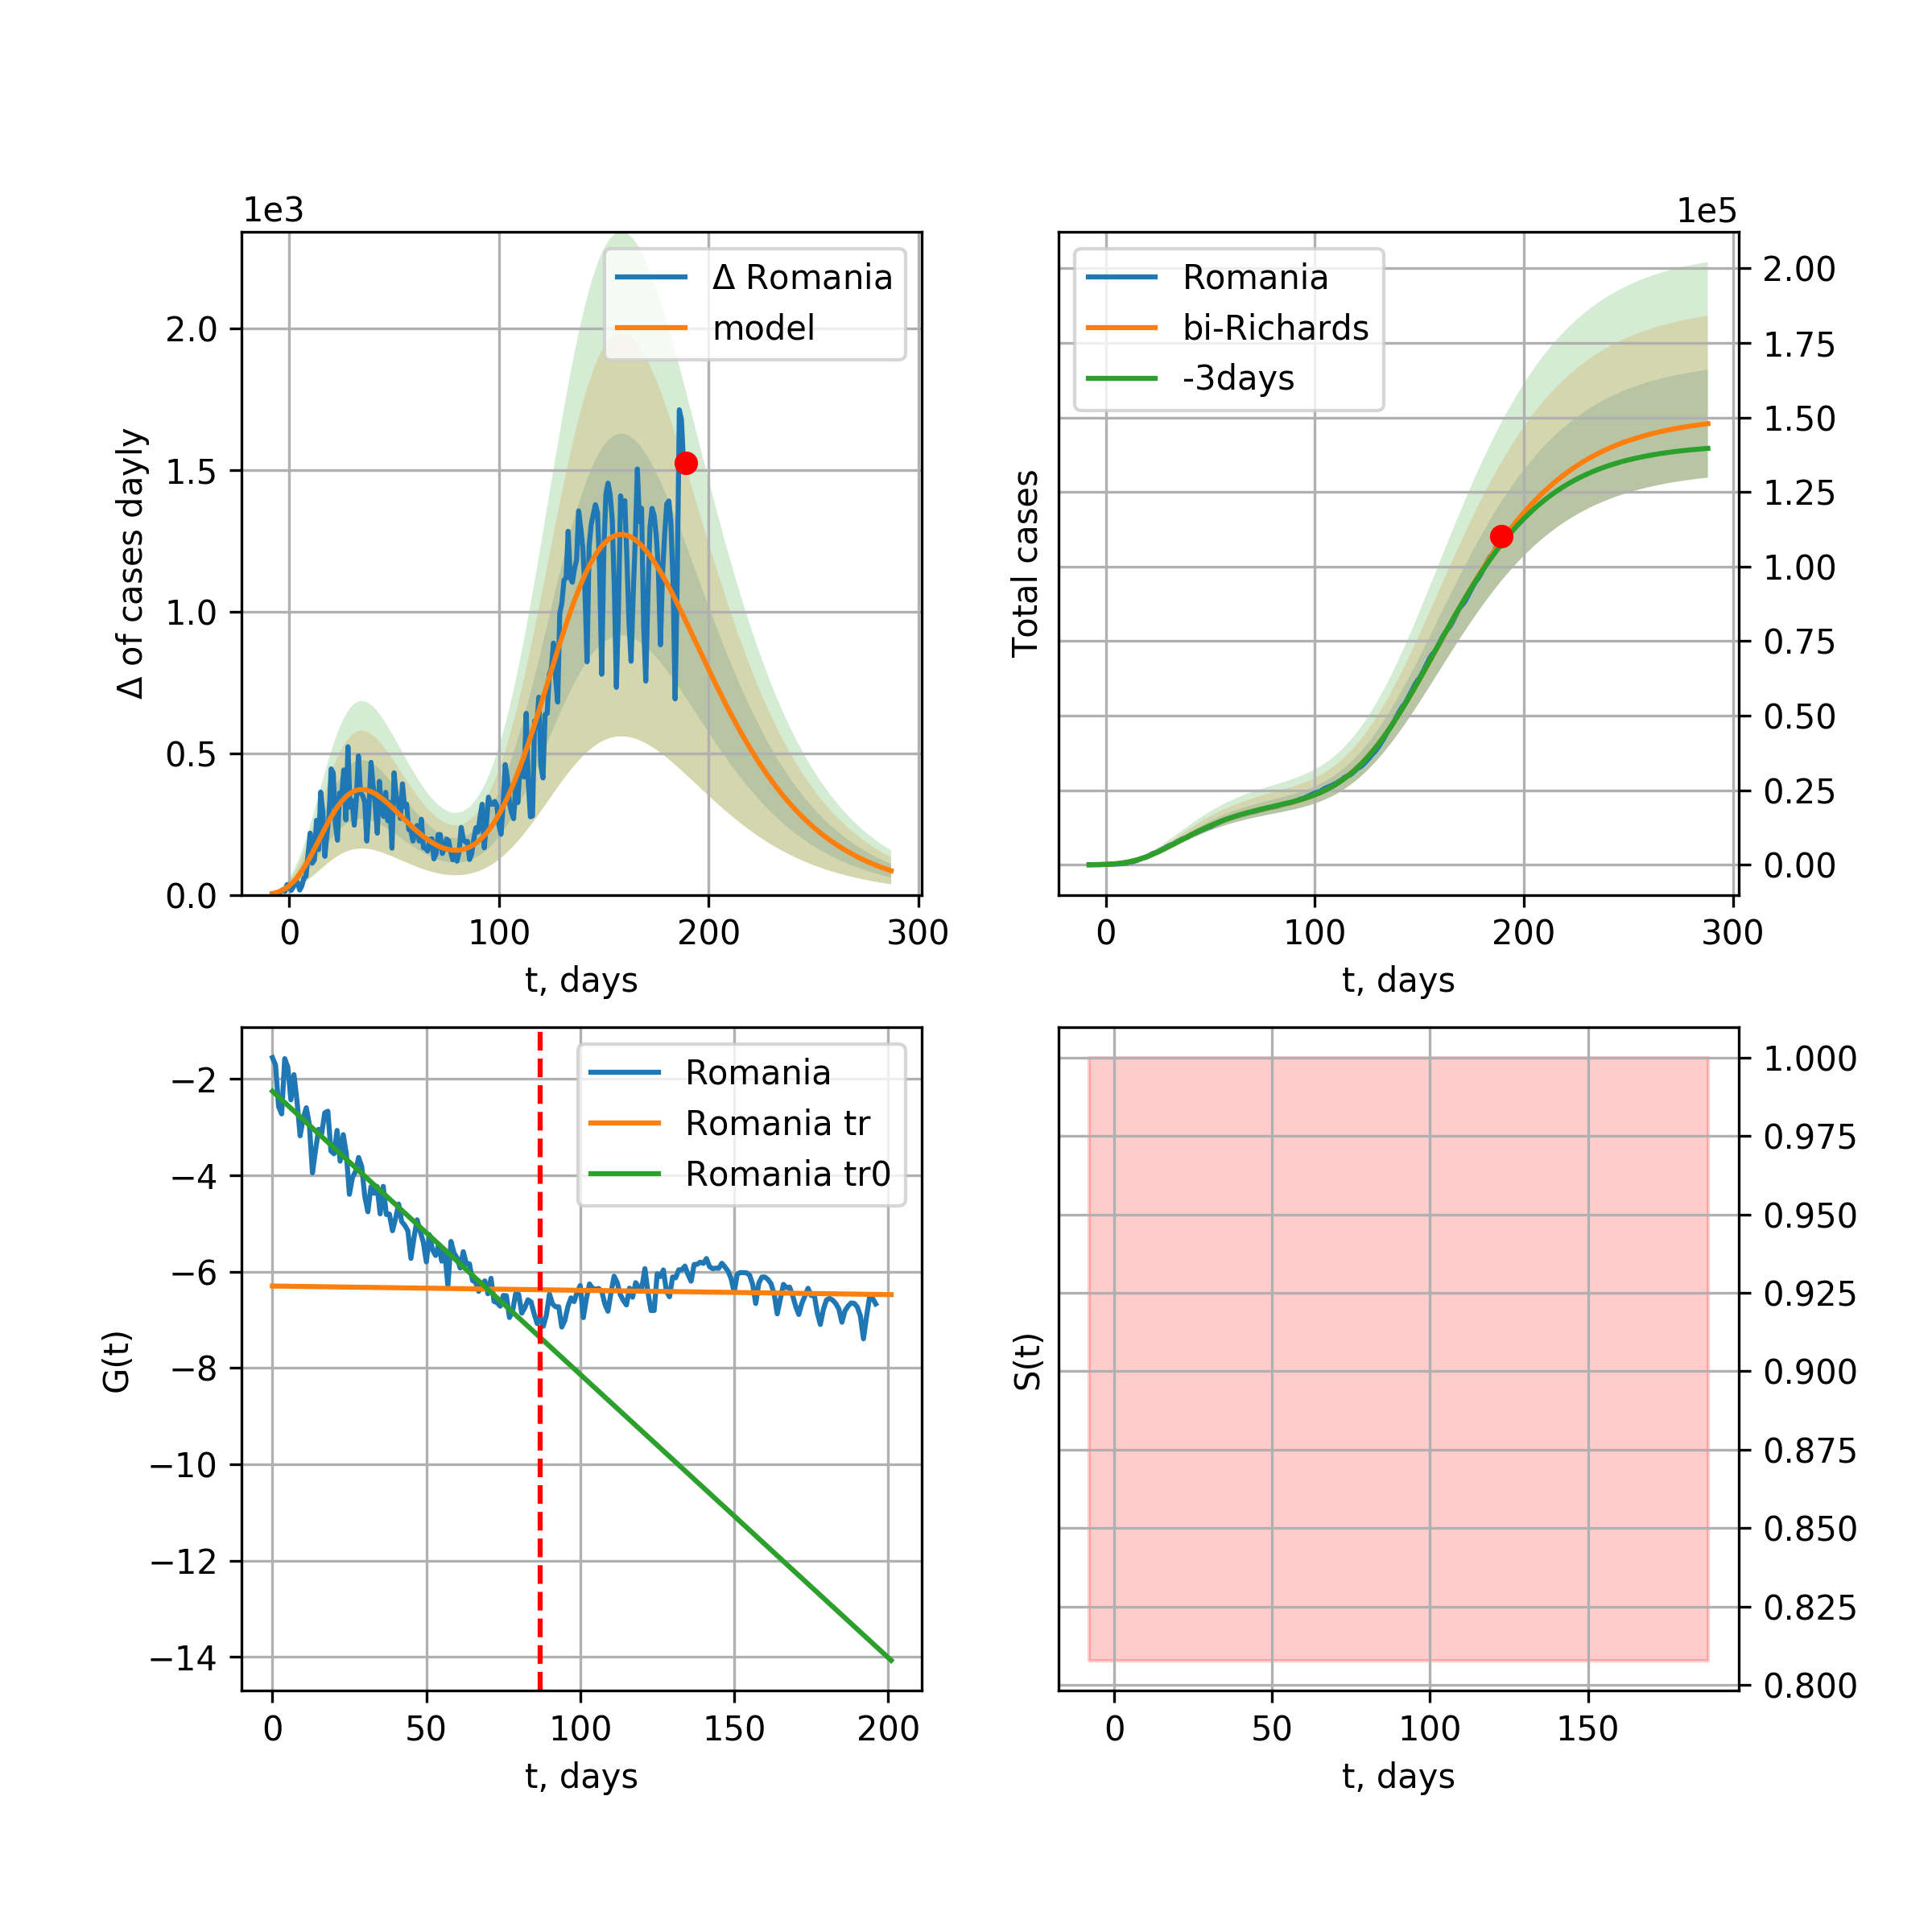 1e3
Δ of cases dayly
2.0
1.5
1.0
0.5
0.0
Δ Romania
model
0 100 200 300
t, days
1e5
Total cases
Romania
bi-Richards
-3days
2.00
1.75
1.50
1.25
1.00
0.75
0.50
0.25
0.00
0 100 200 300
t, days
G(t)
−2
−4
−6
−8
−10
−12
−14
Romania
Romania tr
Romania tr0
0 50 100 150 200
t, days
S(t)
1.000
0.975
0.950
0.925
0.900
0.875
0.850
0.825
0.800
0 50 100 150
t, days